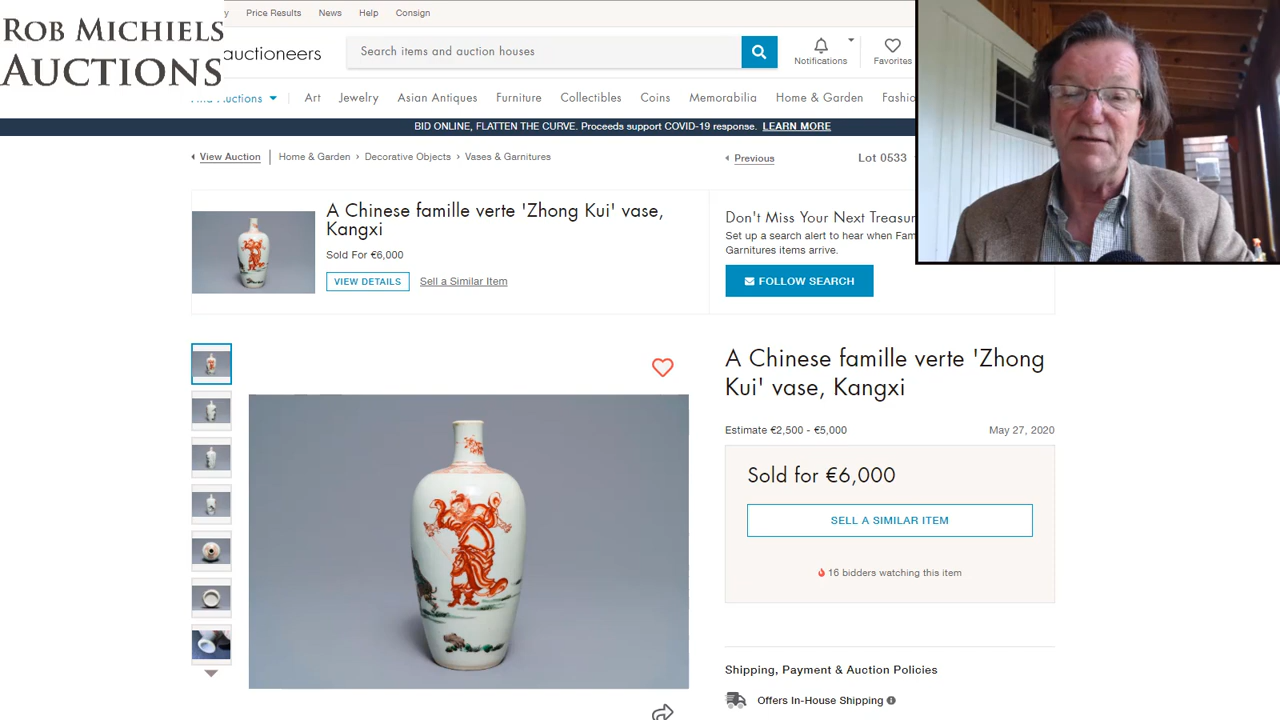 ROB MICHIELS
AUCTIONS
Price Results
News
Help
Consign
auctioneers
Search items and auction houses
Notifications
Favorites
Find Auctions
Art
Jewelry
Asian Antiques
Furniture
Collectibles
Coins
Memorabilia
Home & Garden
Fashio
BID ONLINE, FLATTEN THE CURVE. Proceeds support COVID-19 response. LEARN MORE
View Auction
Home & Garden
Decorative Objects
Vases & Garnitures
Previous
Lot 0533
A Chinese famille verte 'Zhong Kui' vase,
Kangxi
Sold For €6,000
VIEW DETAILS
Sell a Similar Item
Don't Miss Your Next Treasur
Set up a search alert to hear when Fam
Garnitures items arrive.
FOLLOW SEARCH
A Chinese famille verte 'Zhong
Kui' vase, Kangxi
Estimate €2,500 - €5,000
May 27, 2020
Sold for €6,000
SELL A SIMILAR ITEM
16 bidders watching this item
Shipping, Payment & Auction Policies
Offers In-House Shipping